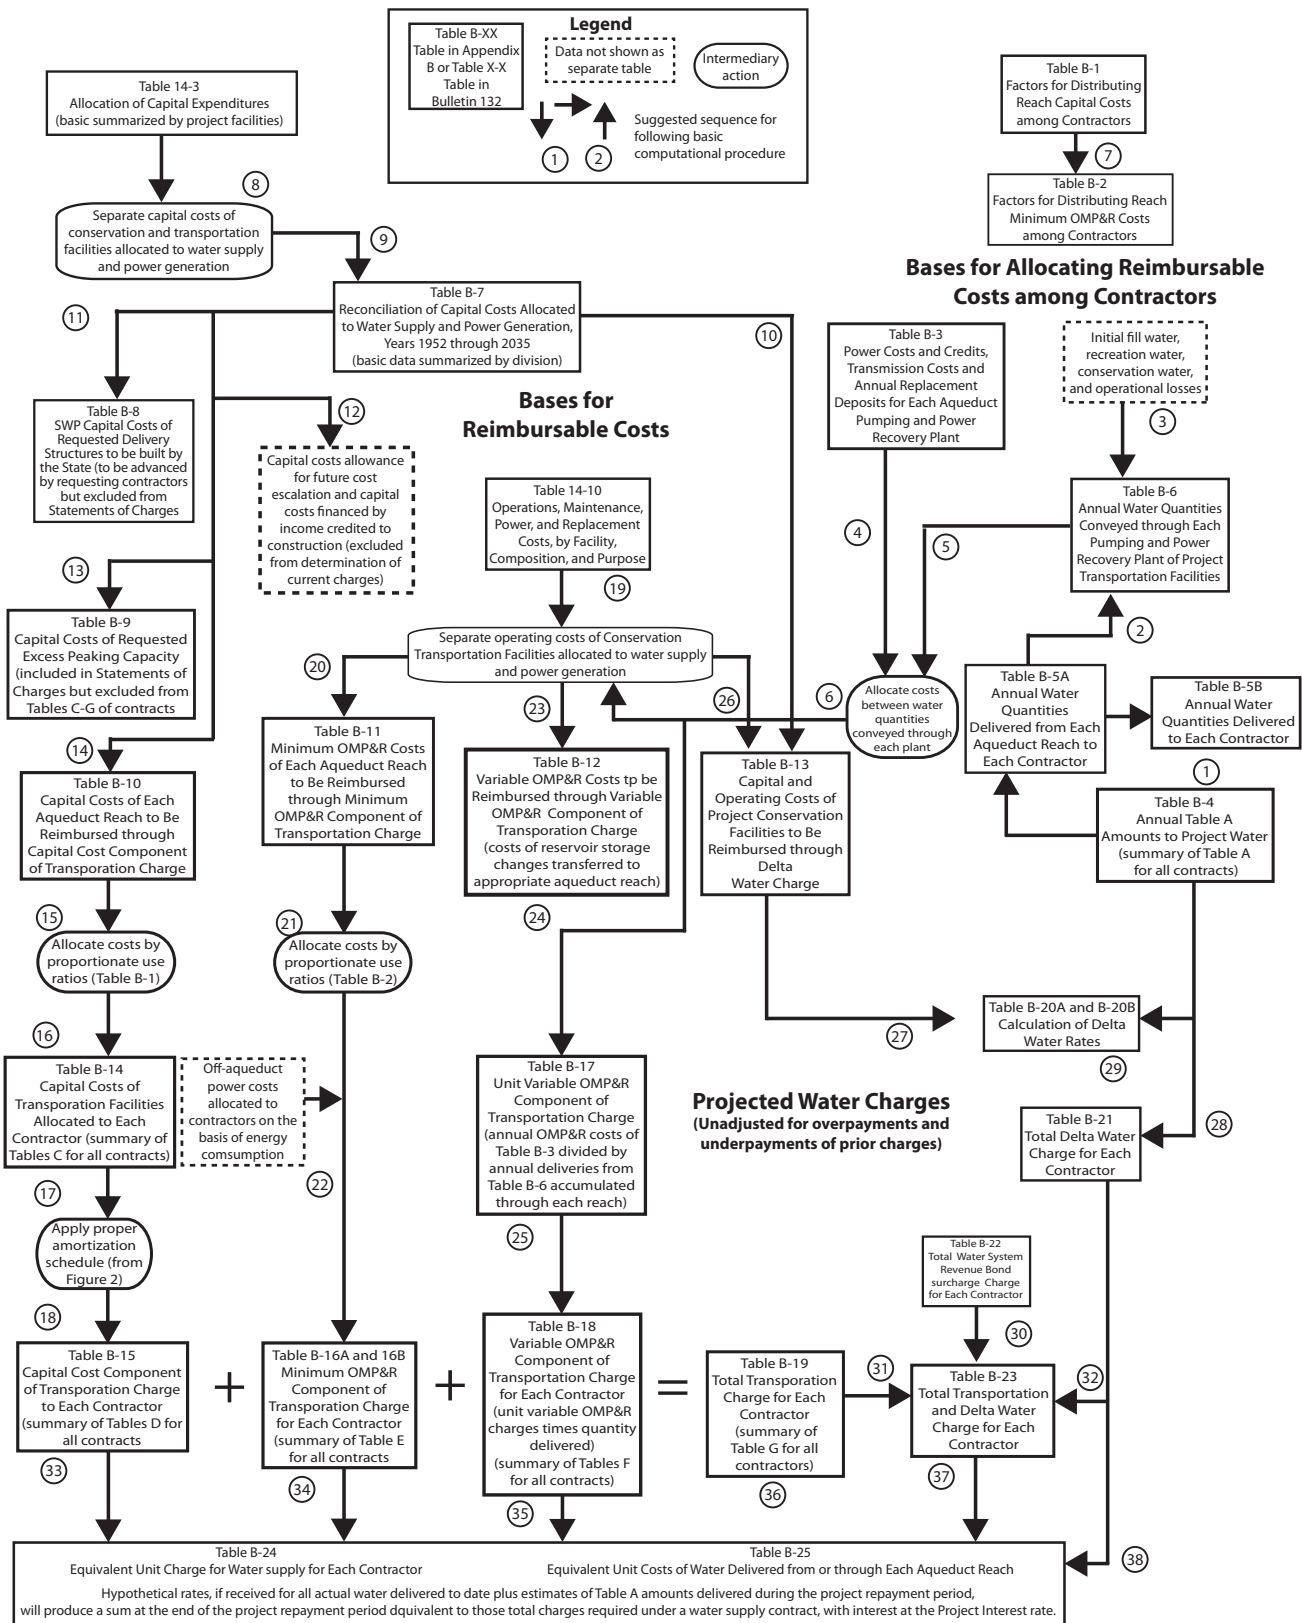 Legend
Table B-XX
Table in Appendix
B or Table X-X
Table in
Bulletin 132
Data not shown as
separate table
Intermediary
action
1
2
Suggested sequence for
following basic
computational procedure
Table 14-3
Allocation of Capital Expenditures
(basic summarized by project facilities)
8
Separate capital costs of
conservation and transportation
facilities allocated to water supply
and power generation
9
Table B-1
Factors for Distributing
Reach Capital Costs
among Contractors
7
Table B-2
Factors for Distributing Reach
Minimum OMP&R Costs
among Contractors
Bases for Allocating Reimbursable
Costs among Contractors
Table B-7
Reconciliation of Capital Costs Allocated
to Water Supply and Power Generation,
Years 1952 through 2035
(basic data summarized by division)
11
10
Table B-3
Power Costs and Credits,
Transmission Costs and
Annual Replacement
Deposits for Each Aqueduct
Pumping and Power
Recovery Plant
Initial fill water,
recreation water,
conservation water,
and operational losses
3
Table B-8
SWP Capital Costs of
Requested Delivery
Structures to be built by
the State (to be advanced
by requesting contractors
but excluded from
Statements of Charges
12
Capital costs allowance
for future cost
escalation and capital
costs financed by
income credited to
construction (excluded
from determination of
current charges)
Bases for
Reimbursable Costs
Table 14-10
Operations, Maintenance,
Power, and Replacement
Costs, by Facility,
Composition, and Purpose
19
4
5
Table B-6
Annual Water Quantities
Conveyed through Each
Pumping and Power
Recovery Plant of Project
Transportation Facilities
2
13
Table B-9
Capital Costs of Requested
Excess Peaking Capacity
(included in Statements of
Charges but excluded from
Tables C-G of contracts)
20
Separate operating costs of Conservation
Transportation Facilities allocated to water supply
and power generation
23
26
6
Allocate costs
between water
quantities
conveyed through
each plant
Table B-5A
Annual Water
Quantities
Delivered from Each
Aqueduct Reach to
Each Contractor
Table B-5B
Annual Water
Quantities Delivered
to Each Contractor
1
Table B-4
Annual Table A
Amounts to Project Water
(summary of Table A
for all contracts)
14
Table B-10
Capital Costs of Each
Aqueduct Reach to Be
Reimbursed through
Capital Cost Component
of Transporation Charge
Table B-11
Minimum OMP&R Costs
of Each Aqueduct Reach
to Be Reimbursed
through Minimum
OMP&R Component of
Transportation Charge
Table B-12
Variable OMP&R Costs tp be
Reimbursed through Variable
OMP&R Component of
Transporation Charge
(costs of reservoir storage
changes transferred to
appropriate aqueduct reach)
Table B-13
Capital and
Operating Costs of
Project Conservation
Facilities to Be
Reimbursed through
Delta
Water Charge
15
Allocate costs by
proportionate use
ratios (Table B-1)
21
Allocate costs by
proportionate use
ratios (Table B-2)
24
27
Table B-20A and B-20B
Calculation of Delta
Water Rates
29
16
Table B-14
Capital Costs of
Transporation Facilities
Allocated to Each
Contractor (summary of
Tables C for all contracts)
Off-aqueduct
power costs
allocated to
contractors on the
basis of energy
comsumption
22
Table B-17
Unit Variable OMP&R
Component of
Transportation Charge
(annual OMP&R costs of
Table B-3 divided by
annual deliveries from
Table B-6 accumulated
through each reach)
Projected Water Charges
(Unadjusted for overpayments and
underpayments of prior charges)
Table B-21
Total Delta Water
Charge for Each
Contractor
28
17
Apply proper
amortization
schedule (from
Figure 2)
18
25
Table B-22
Total Water System
Revenue Bond
surcharge Charge
for Each Contractor
30
Table B-15
Capital Cost Component
of Transporation Charge
to Each Contractor
(summary of Tables D for
all contracts
+
Table B-16A and 16B
Minimum OMP&R
Component of
Transportation Charge
for Each Contractor
(summary of Table E
for all contracts
+
Table B-18
Variable OMP&R
Component of
Transportation Charge
for Each Contractor
(unit variable OMP&R
charges times quantity
delivered)
(summary of Tables F
for all contracts)
=
Table B-19
Total Transporation
Charge for Each
Contractor
(summary of
Table G for all
contractors)
31
Table B-23
Total Transportation
and Delta Water
Charge for Each
Contractor
32
33
34
35
36
37
38
Table B-24
Equivalent Unit Charge for Water supply for Each Contractor
Table B-25
Equivalent Unit Costs of Water Delivered from or through Each Aqueduct Reach
Hypothetical rates, if received for all actual water delivered to date plus estimates of Table A amounts delivered during the project repayment period,
will produce a sum at the end of the project repayment period dquivalent to those total charges required under a water supply contract, with interest at the Project Interest rate.